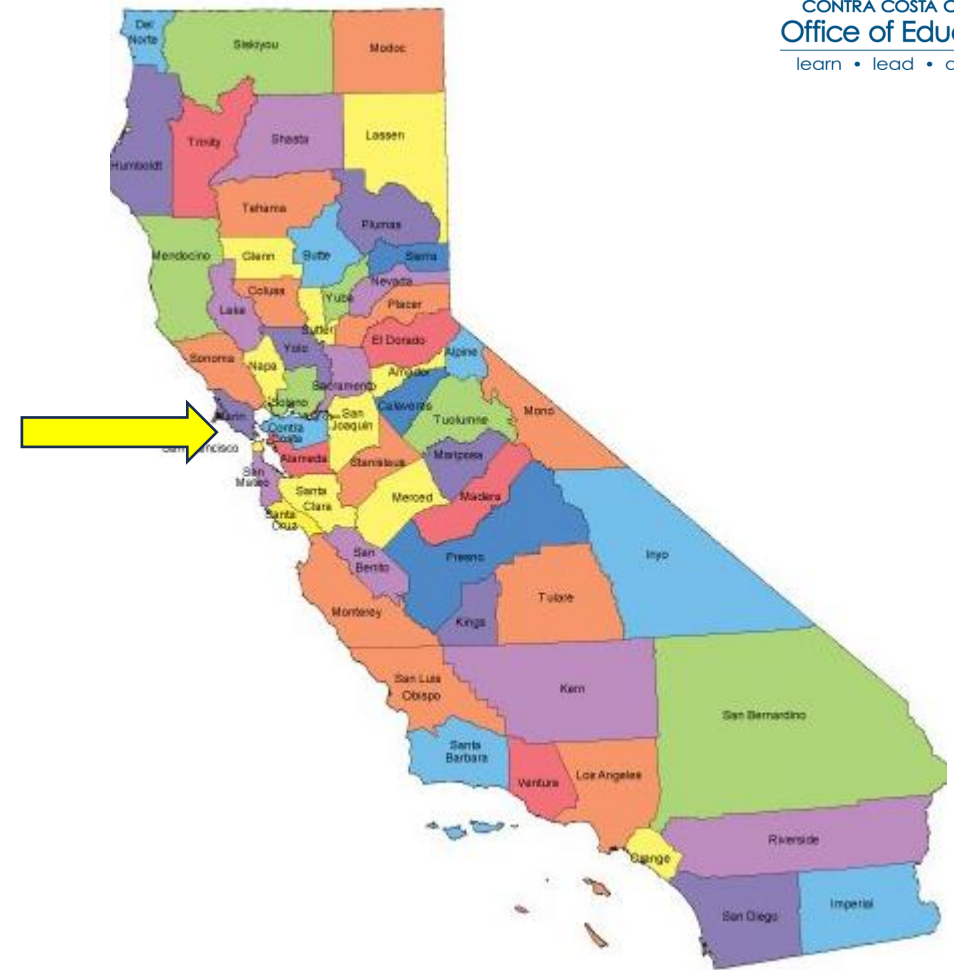 CONTRA COSTA C
Office of Educ
learn • lead •
Del
Norte
Siskiyou
Modoc
Humboldt
Trinity
Shasta
Lassen
Tehama
Plumas
Mendocino
Glenn
Butte
Sierra
Lake
Colusa
Yuba
Nevada
Placer
Sutter
El Dorado
Sonoma
Napa
Yolo
Alpine
Sacramento
Amador
Marin
Solano
Calaveras
Mono
Contra
Costa
San
Joaquin
Tuolumne
Alameda
Stanislaus
Mariposa
San
Mateo
Santa
Clara
Merced
Madera
Santa
Cruz
San
Benito
Fresno
Inyo
Monterey
Kings
Tulare
San Luis
Obispo
Kern
San Bernardino
Santa
Barbara
Ventura
Los Angeles
Orange
Riverside
San Diego
Imperial